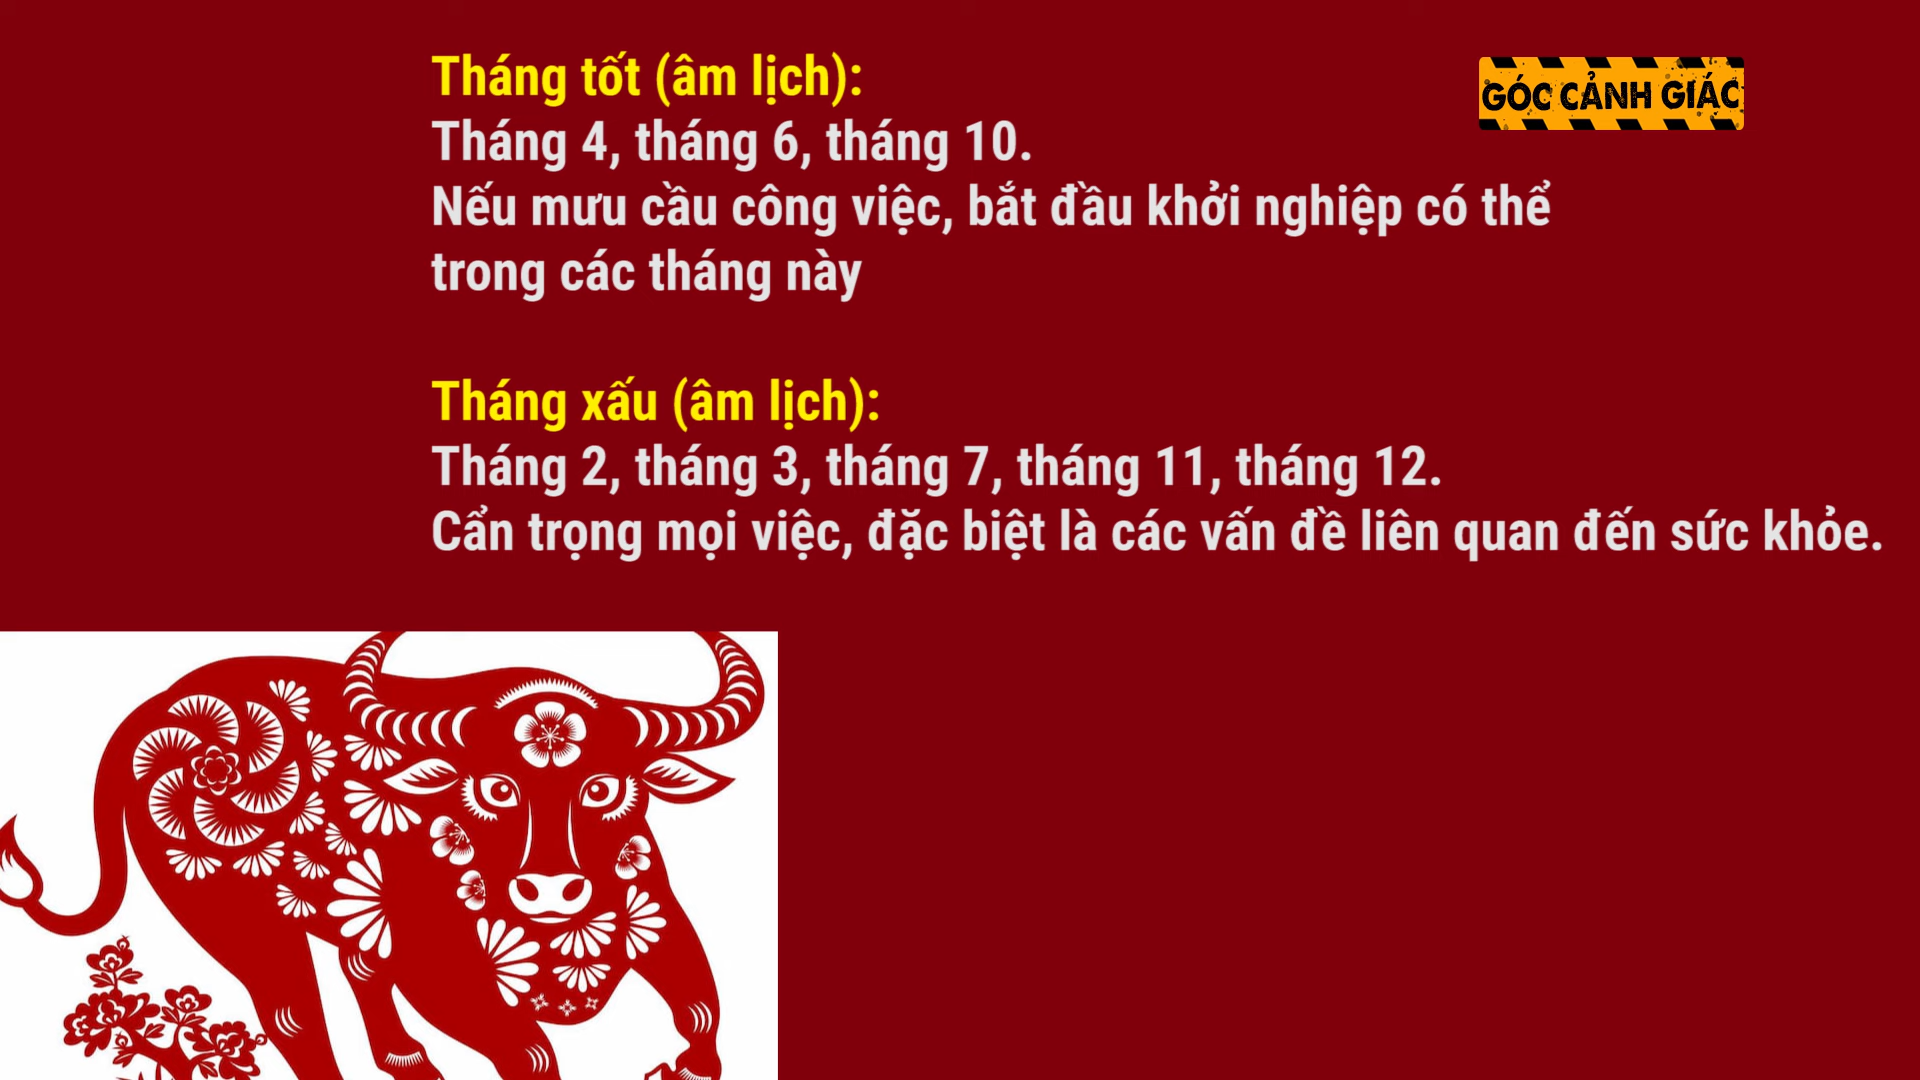 Tháng tốt (âm lịch):
GÓC CẢNH GIÁC
Tháng 4, tháng 6, tháng 10.
Nếu mưu cầu công việc, bắt đầu khởi nghiệp có thể
trong các tháng này
Tháng xấu (âm lịch):
Tháng 2, tháng 3, tháng 7, tháng 11, tháng 12.
Cẩn trọng mọi việc, đặc biệt là các vấn đề liên quan đến sức khỏe.